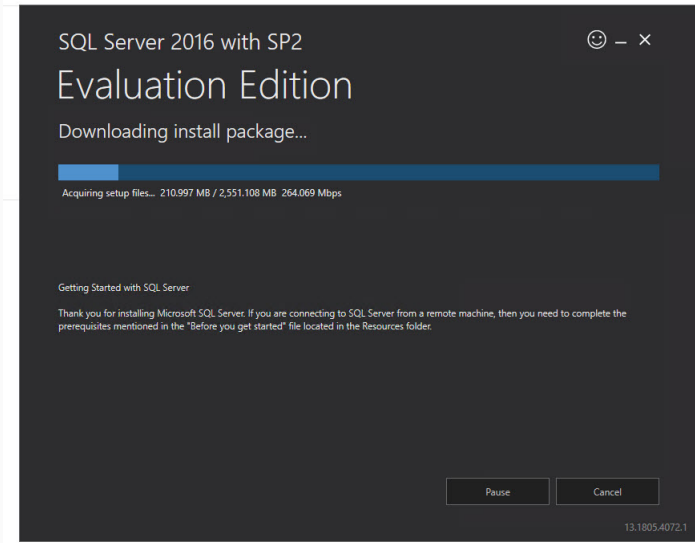 SQL Server 2016 with SP2
Evaluation Edition
Downloading install package...
Acquiring setup files... 210.997 MB / 2,551.108 MB 264.069 Mbps
Getting Started with SQL Server
Thank you for installing Microsoft SQL Server. If you are connecting to SQL Server from a remote machine, then you need to complete the
prerequisites mentioned in the "Before you get started" file located in the Resources folder.
Pause
Cancel
13.1805.4072.1